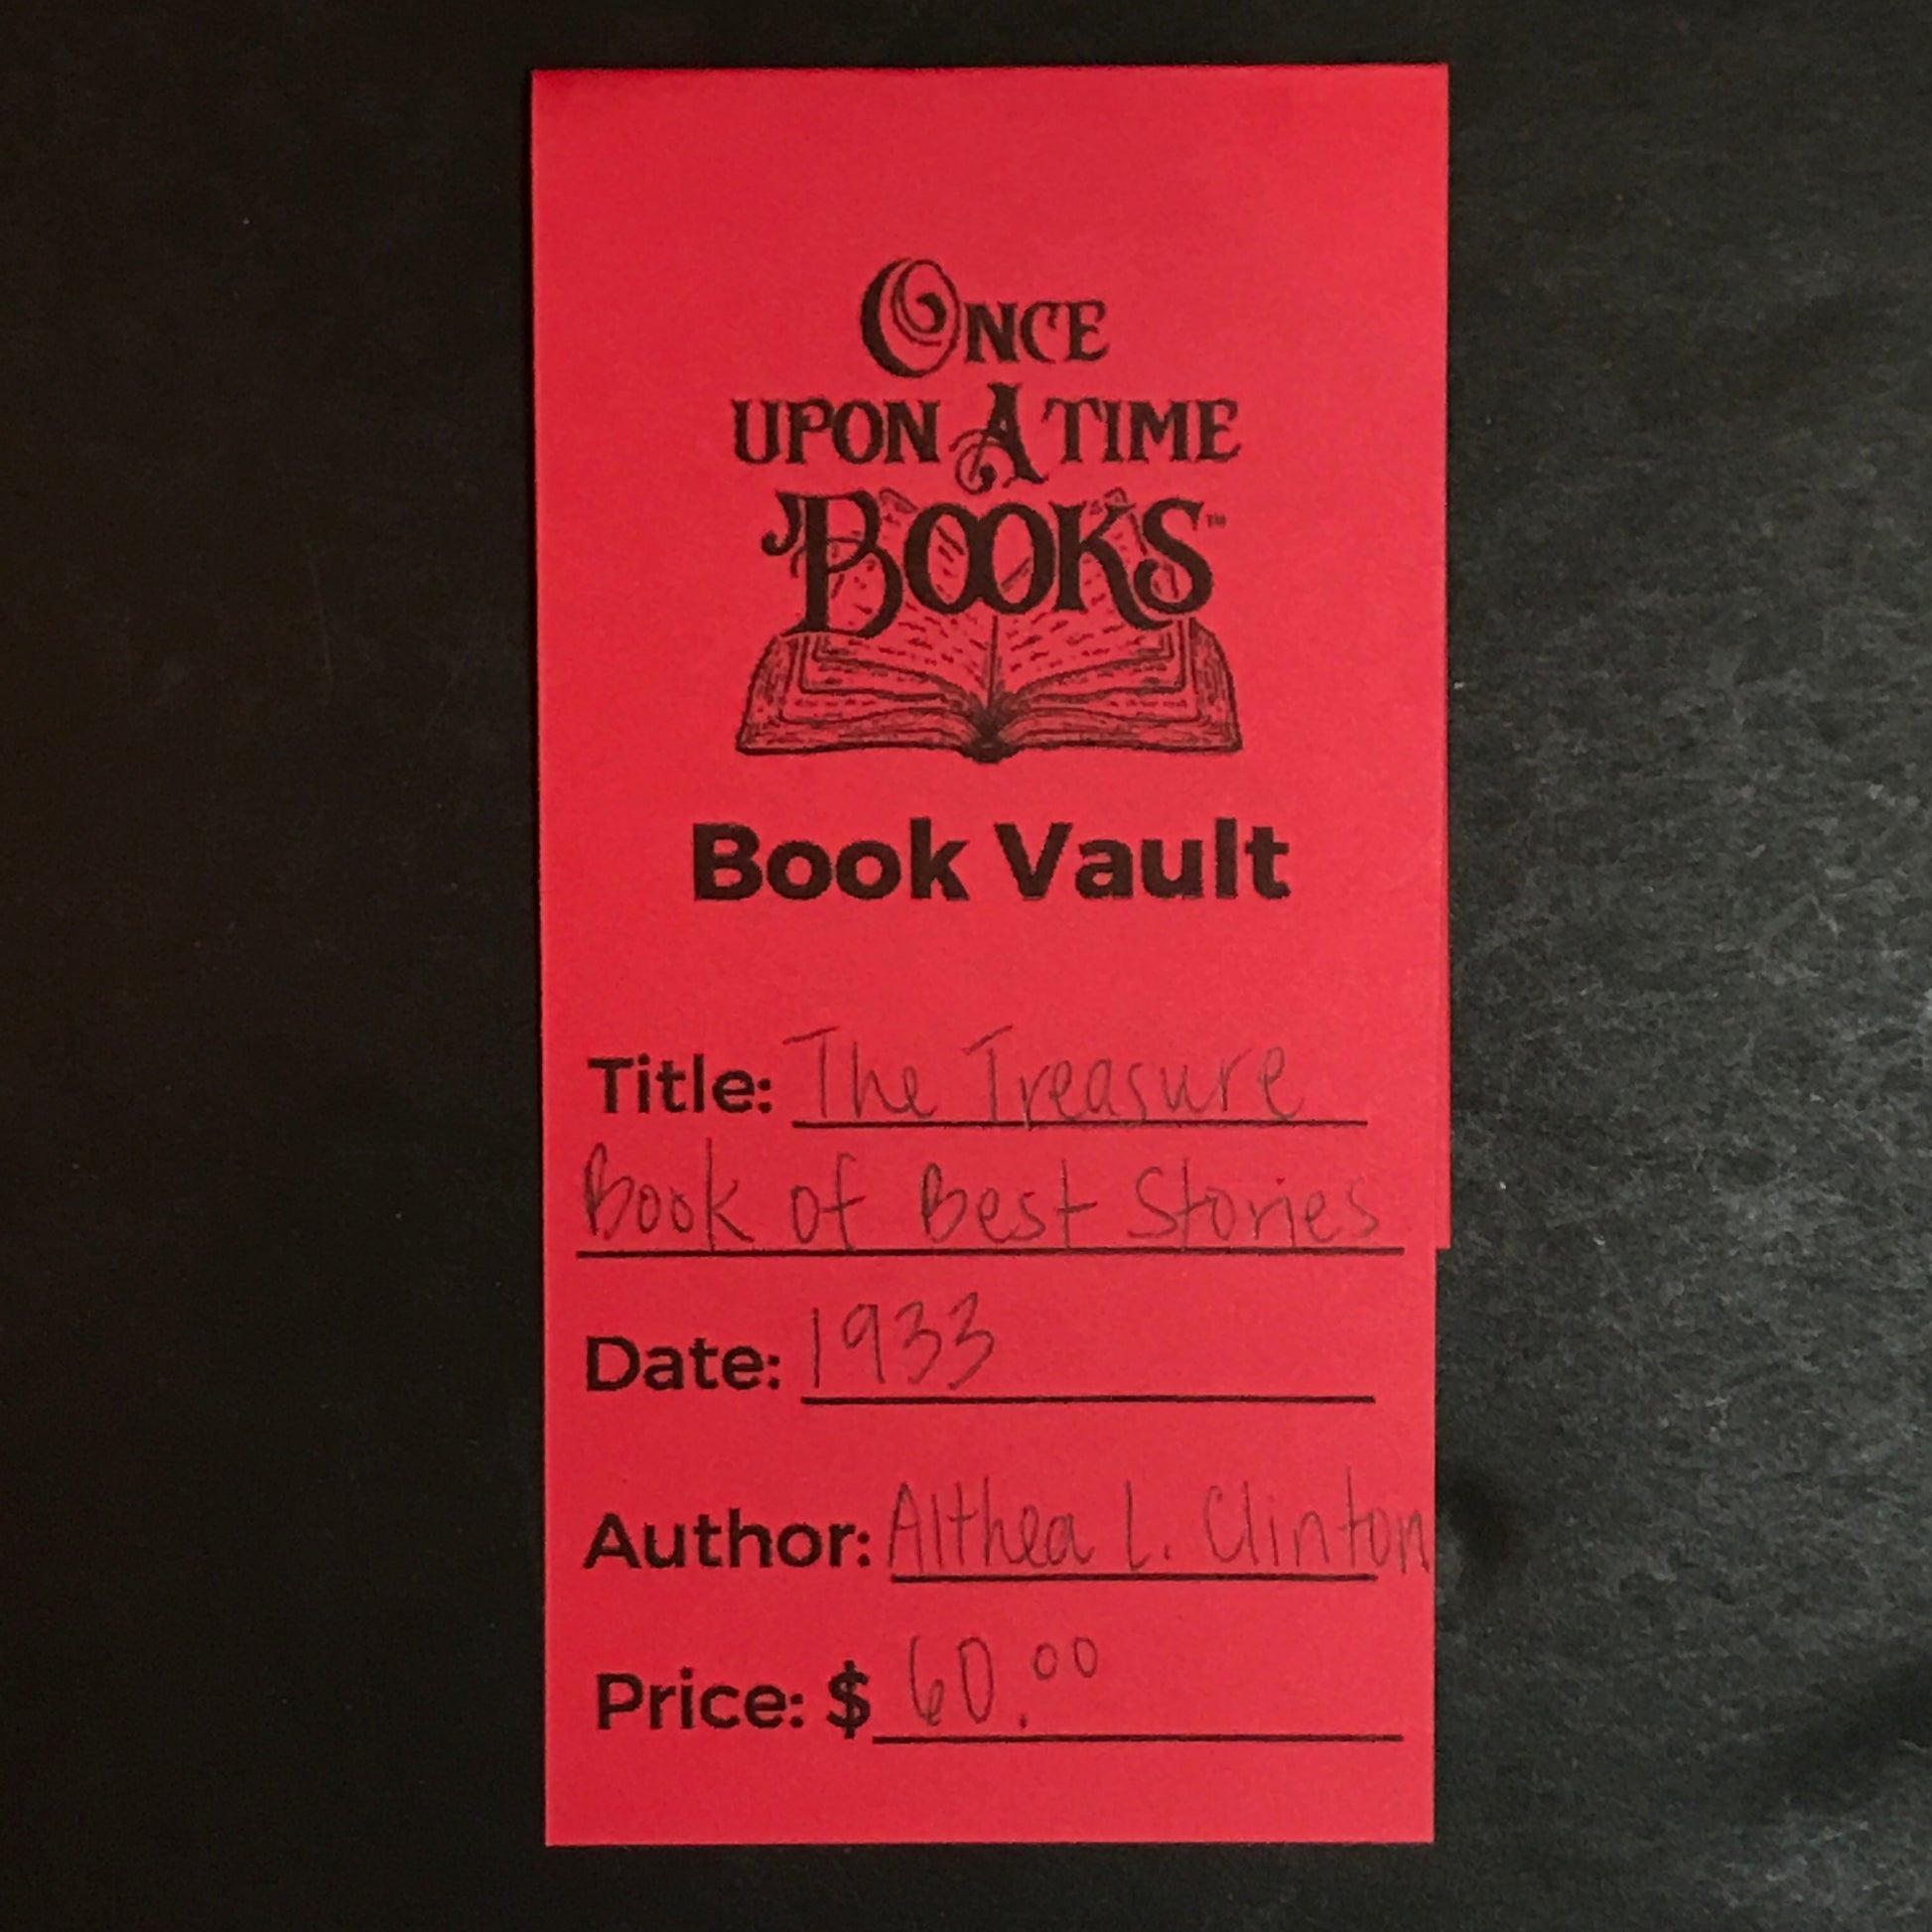 Once
upon A time
Books™
Book Vault
Title: The Treasure
Book of Best Stories
Date: 1933
Author: Althea L. Clinton
Price: $ 60.00